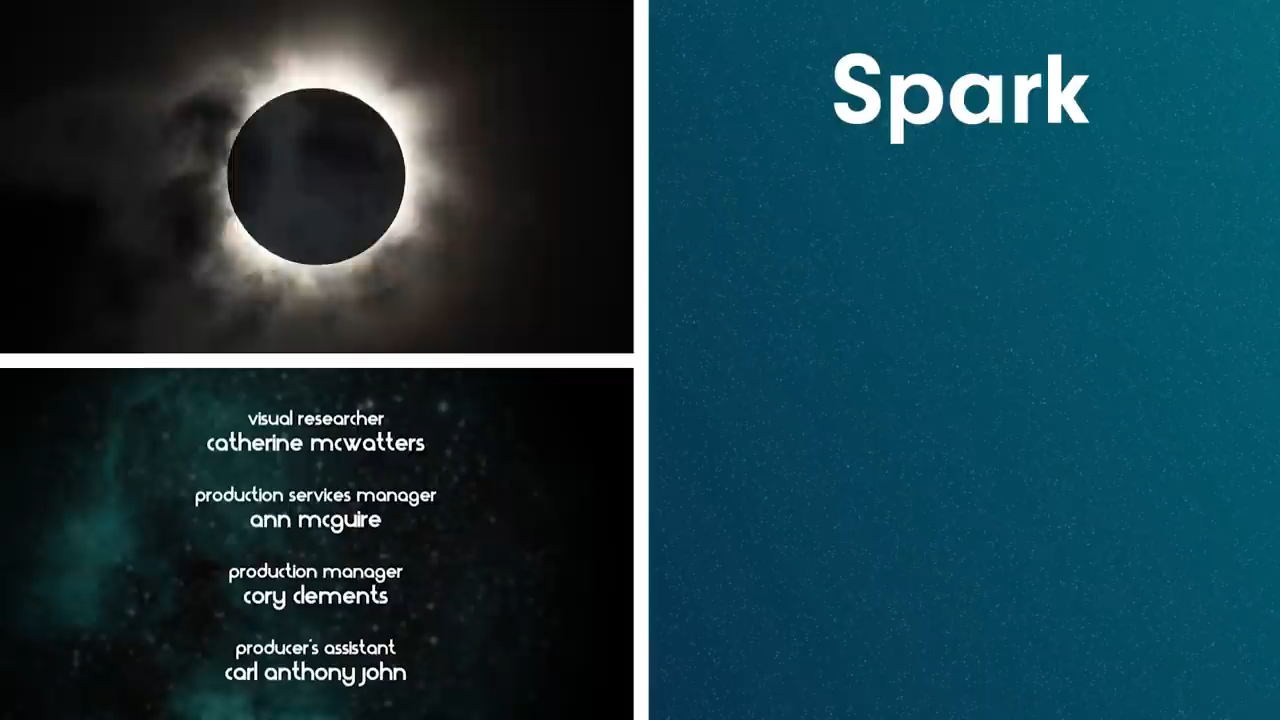 Spark
visual researcher
catherine mcwatters
production services manager
ann mcguire
production manager
cory clements
producer's assistant
carl anthony john